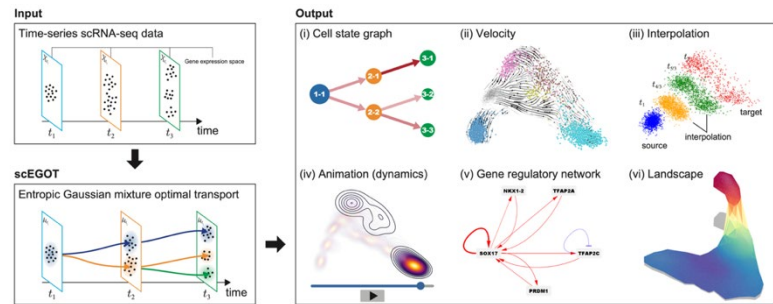 Input
Time-series scRNA-seq data
Gene expression space
t₁ t₂ t₃ time
scEGOT
Entropic Gaussian mixture optimal transport
t₁ t₂ t₃ time
Output
(i) Cell state graph
1-1
2-1
2-2
3-1
3-2
3-3
(ii) Velocity
(iii) Interpolation
t₁
source
interpolation
target
(iv) Animation (dynamics)
(v) Gene regulatory network
NKX1-2
TFAP2A
SOX17
TFAP2C
PRDM1
(vi) Landscape